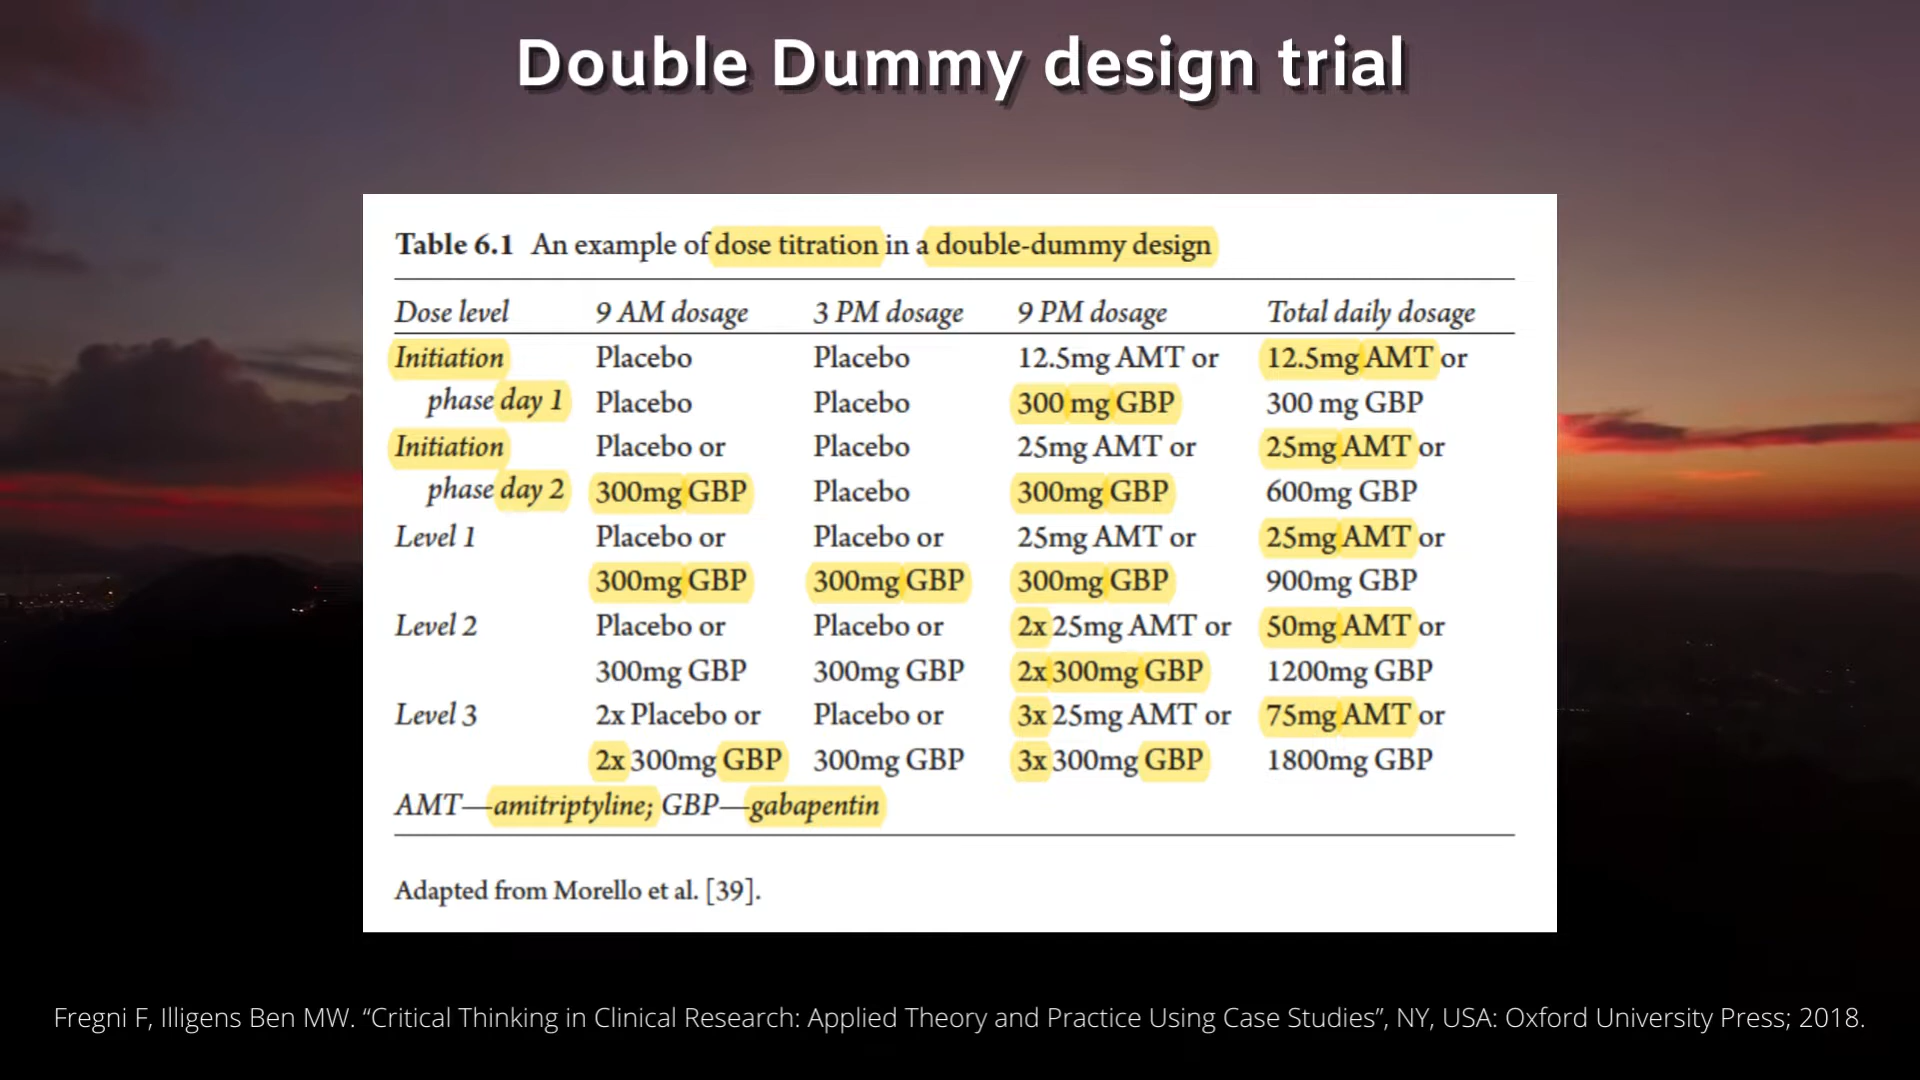 Double Dummy design trial
Table 6.1 An example of dose titration in a double-dummy design
Dose level 9 AM dosage 3 PM dosage 9 PM dosage Total daily dosage
Initiation Placebo Placebo 12.5mg AMT or 12.5mg AMT or
phase day 1 Placebo Placebo 300 mg GBP 300 mg GBP
Initiation Placebo or Placebo 25mg AMT or 25mg AMT or
phase day 2 300mg GBP Placebo 300mg GBP 600mg GBP
Level 1 Placebo or Placebo or 25mg AMT or 25mg AMT or
300mg GBP 300mg GBP 300mg GBP 900mg GBP
Level 2 Placebo or Placebo or 2x 25mg AMT or 50mg AMT or
300mg GBP 300mg GBP 2x 300mg GBP 1200mg GBP
Level 3 2x Placebo or Placebo or 3x 25mg AMT or 75mg AMT or
2x 300mg GBP 300mg GBP 3x 300mg GBP 1800mg GBP
AMT—amitriptyline; GBP—gabapentin
Adapted from Morello et al. [39].
Fregni F, Illigens Ben MW. “Critical Thinking in Clinical Research: Applied Theory and Practice Using Case Studies”, NY, USA: Oxford University Press; 2018.